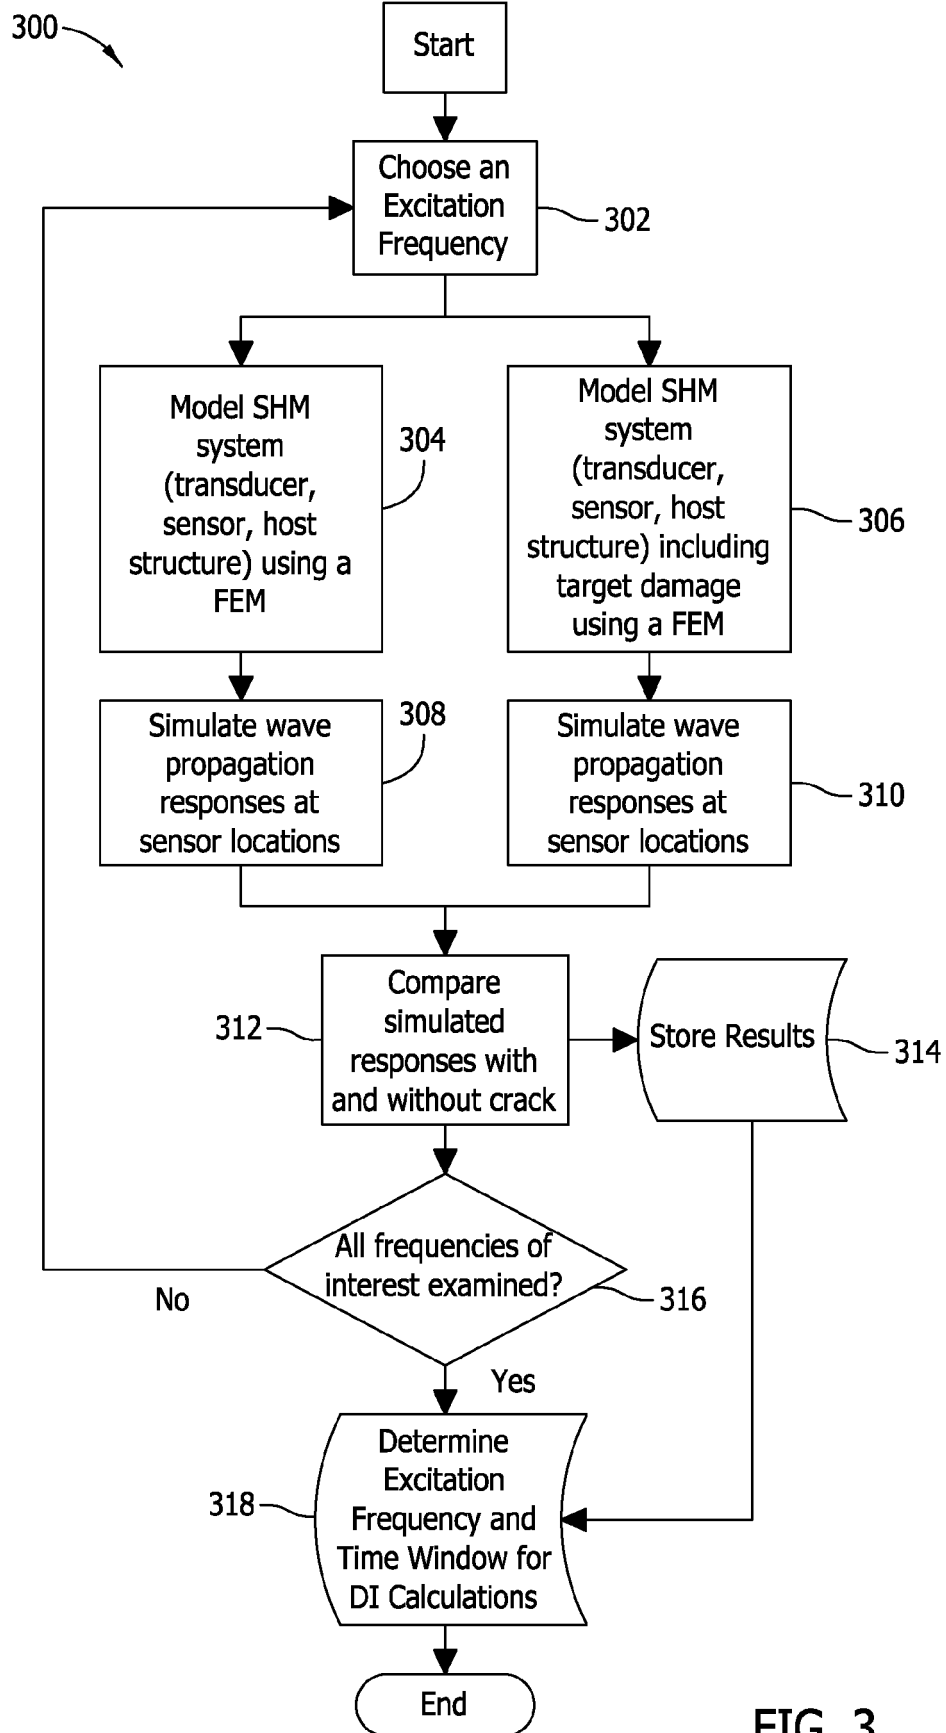 300
Start
Choose an
Excitation
Frequency
302
Model SHM
system
(transducer,
sensor, host
structure) using a
FEM
304
Model SHM
system
(transducer,
sensor, host
structure) including
target damage
using a FEM
306
Simulate wave
propagation
responses at
sensor locations
308
Simulate wave
propagation
responses at
sensor locations
310
Compare
simulated
responses with
and without crack
312
Store Results
314
All frequencies of
interest examined?
316
No
Yes
Determine
Excitation
Frequency and
Time Window for
DI Calculations
318
End
FIG. 3